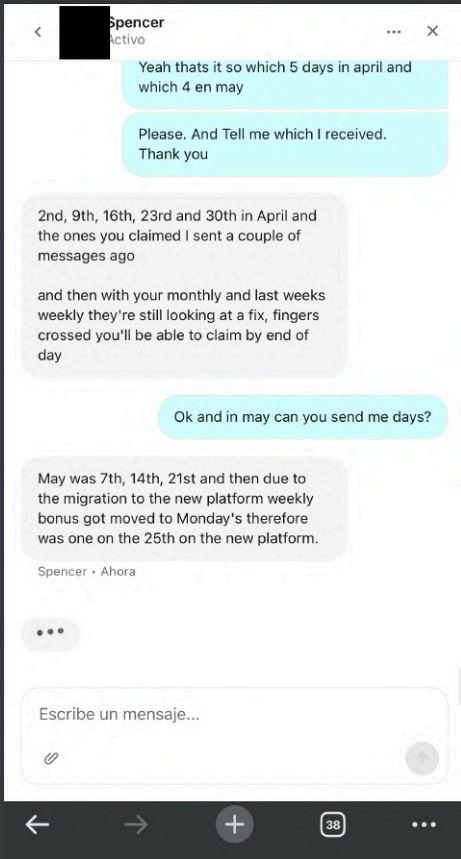 Spencer
Activo
Yeah thats it so which 5 days in april and
which 4 en may
Please. And Tell me which I received.
Thank you
2nd, 9th, 16th, 23rd and 30th in April and
the ones you claimed I sent a couple of
messages ago
and then with your monthly and last weeks
weekly they're still looking at a fix, fingers
crossed you'll be able to claim by end of
day
Ok and in may can you send me days?
May was 7th, 14th, 21st and then due to
the migration to the new platform weekly
bonus got moved to Monday's therefore
was one on the 25th on the new platform.
Spencer • Ahora
Escribe un mensaje...
38